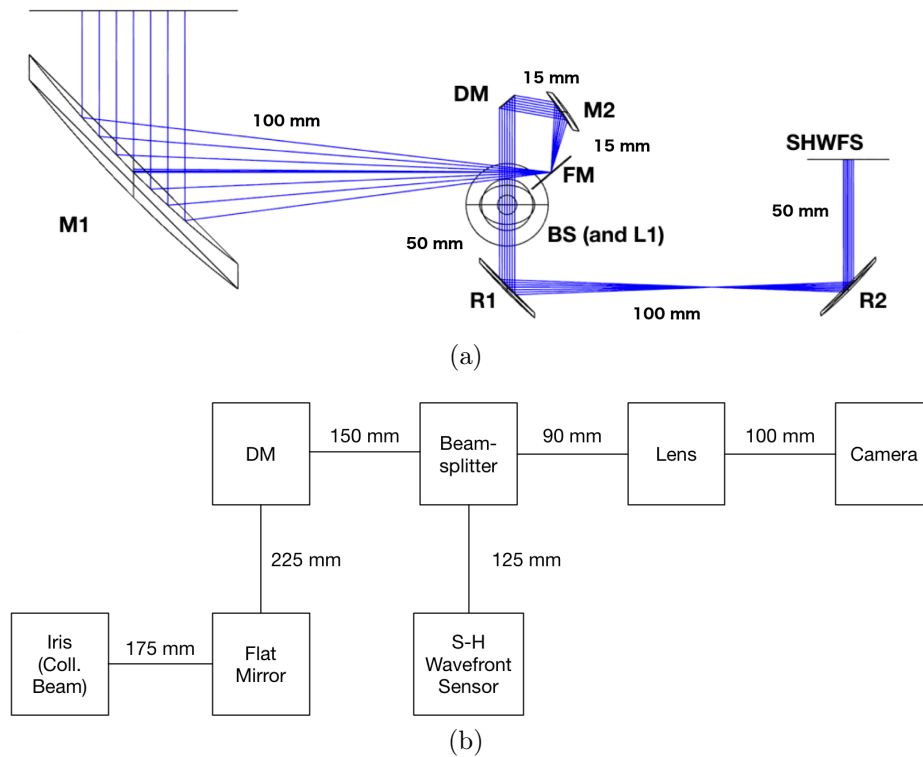 15 mm
DM
M2
100 mm
15 mm
SHWFS
FM
M1
50 mm
BS (and L1)
50 mm
R1
R2
100 mm
(a)
DM
150 mm
Beam-
splitter
90 mm
Lens
100 mm
Camera
225 mm
125 mm
Iris
(Coll.
Beam)
175 mm
Flat
Mirror
S-H
Wavefront
Sensor
(b)